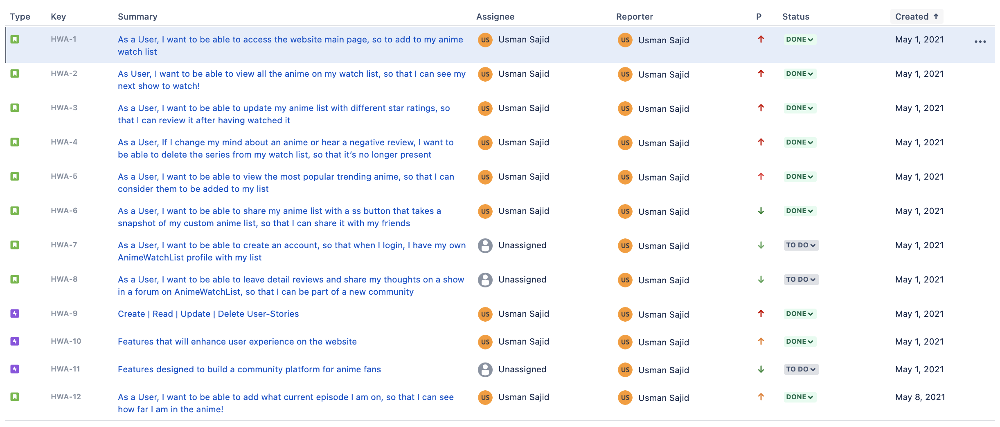 Type Key Summary Assignee Reporter P Status Created
HWA-1 As a User, I want to be able to access the website main page, so to add to my anime US Usman Sajid US Usman Sajid DONE May 1, 2021
watch list
HWA-2 As User, I want to be able to view all the anime on my watch list, so that I can see my US Usman Sajid US Usman Sajid DONE May 1, 2021
next show to watch!
HWA-3 As a User, I want to be able to update my anime list with different star ratings, so US Usman Sajid US Usman Sajid DONE May 1, 2021
that I can review it after having watched it
HWA-4 As a User, If I change my mind about an anime or hear a negative review, I want to US Usman Sajid US Usman Sajid DONE May 1, 2021
be able to delete the series from my watch list, so that it’s no longer present
HWA-5 As a User, I want to be able to view the most popular trending anime, so that I can US Usman Sajid US Usman Sajid DONE May 1, 2021
consider them to be added to my list
HWA-6 As a User, I want to be able to share my anime list with a ss button that takes a US Usman Sajid US Usman Sajid DONE May 1, 2021
snapshot of my custom anime list, so that I can share it with my friends
HWA-7 As a User, I want to be able to create an account, so that when I login, I have my own Unassigned US Usman Sajid TO DO May 1, 2021
AnimeWatchList profile with my list
HWA-8 As a User, I want to be able to leave detail reviews and share my thoughts on a show Unassigned US Usman Sajid TO DO May 1, 2021
in a forum on AnimeWatchList, so that I can be part of a new community
HWA-9 Create | Read | Update | Delete User-Stories US Usman Sajid US Usman Sajid DONE May 1, 2021
HWA-10 Features that will enhance user experience on the website US Usman Sajid US Usman Sajid DONE May 1, 2021
HWA-11 Features designed to build a community platform for anime fans Unassigned US Usman Sajid TO DO May 1, 2021
HWA-12 As a User, I want to be able to add what current episode I am on, so that I can see US Usman Sajid US Usman Sajid DONE May 8, 2021
how far I am in the anime!